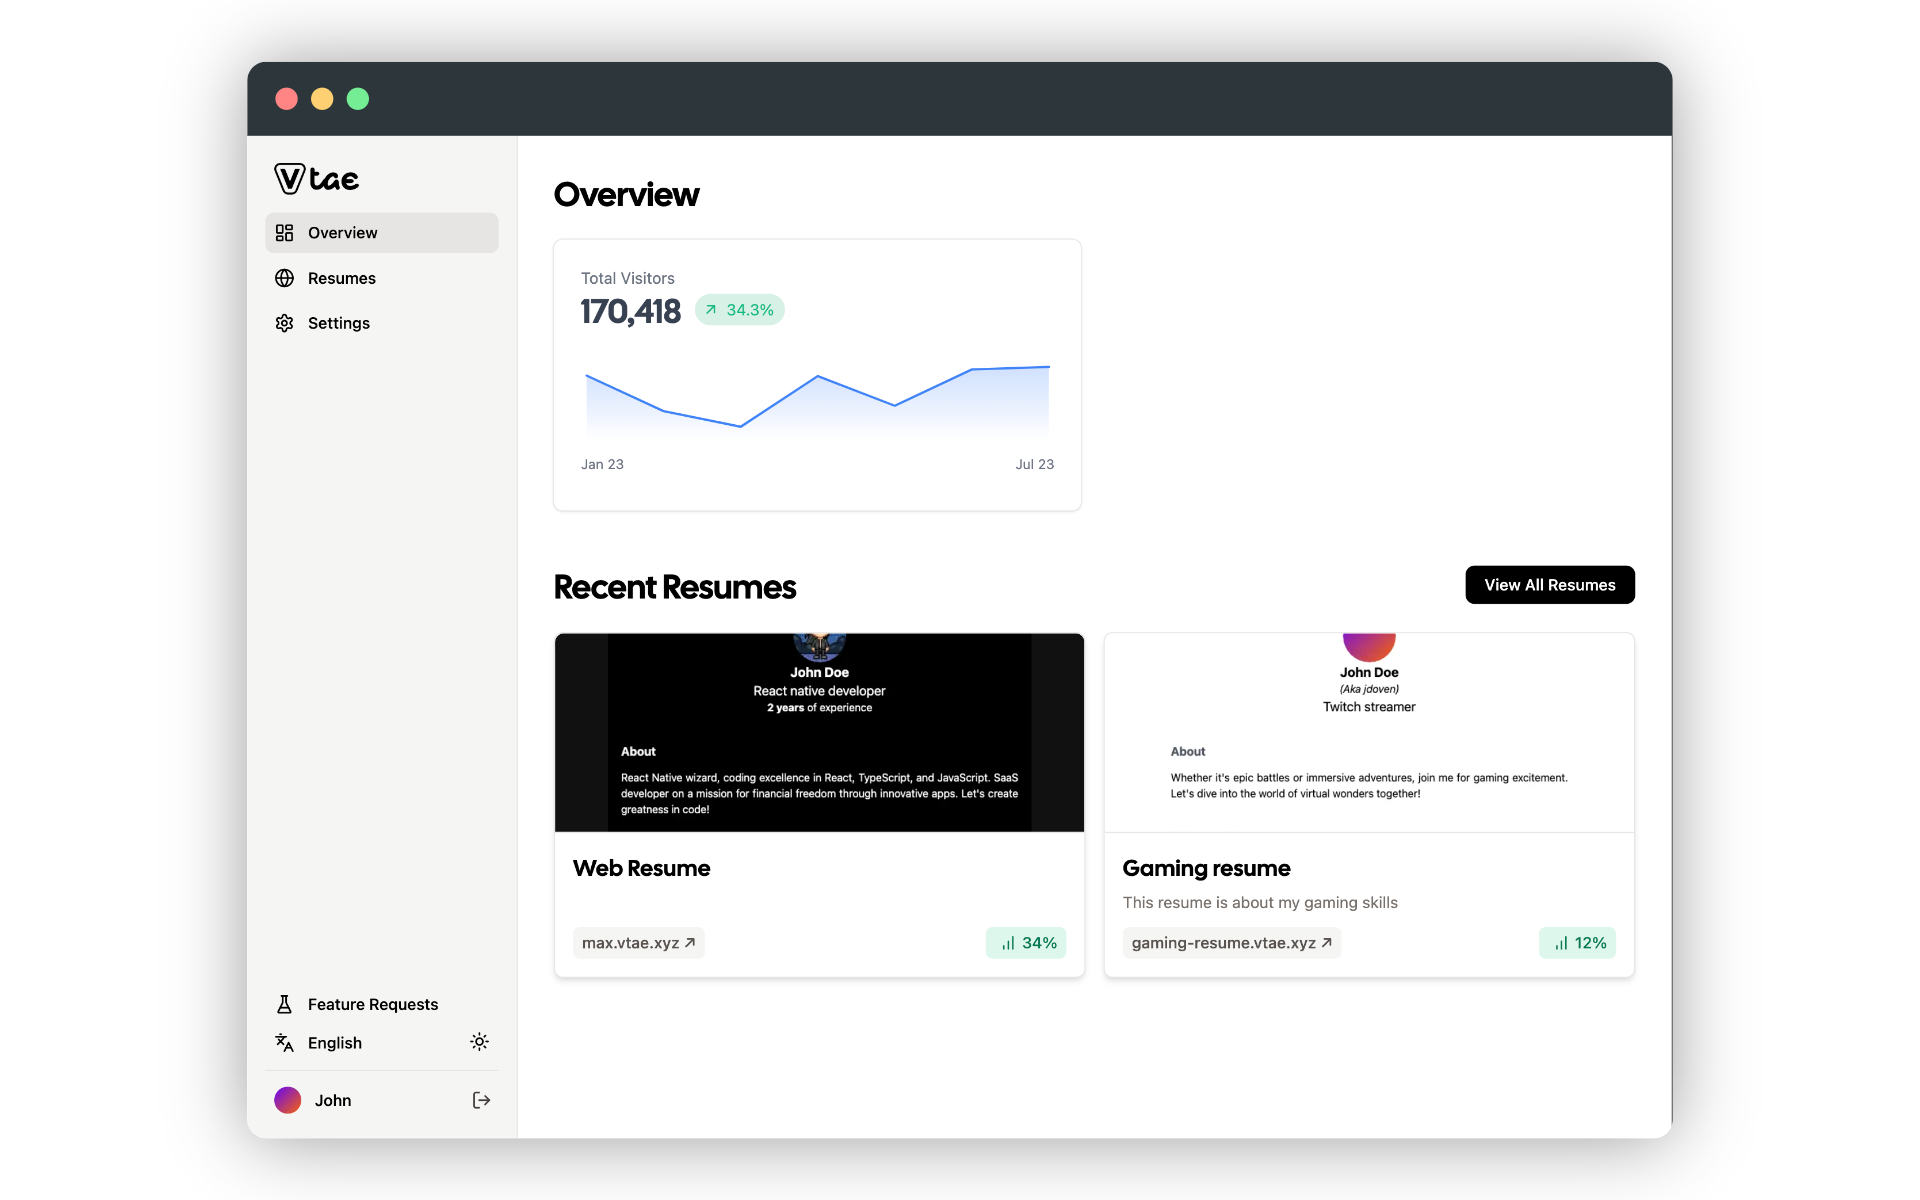 Vtae
Overview
Resumes
Settings
Feature Requests
English
John
Overview
Total Visitors
170,418
34.3%
Jan 23
Jul 23
Recent Resumes
View All Resumes
John Doe
React native developer
2 years of experience
About
React Native wizard, coding excellence in React, TypeScript, and JavaScript. SaaS
developer on a mission for financial freedom through innovative apps. Let's create
greatness in code!
Web Resume
max.vtae.xyz
34%
John Doe
(Aka jdoven)
Twitch streamer
About
Whether it's epic battles or immersive adventures, join me for gaming excitement.
Let's dive into the world of virtual wonders together!
Gaming resume
This resume is about my gaming skills
gaming-resume.vtae.xyz
12%